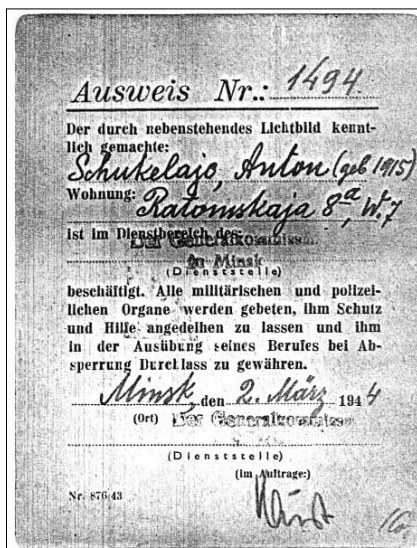 Ausweis Nr.: 1494
Der durch nebenstehendes Lichtbild kennt-
lich gemachte:
Schukelajo, Anton (geb 1915)
Wohnung: Ratomskaja 8a, W. 7
ist im Dienstbereich des:
Der Generalkommissar
in Minsk
(Dienststelle)
beschäftigt. Alle militärischen und polizei-
lichen Organe werden gebeten, ihm Schutz
und Hilfe angedeihen zu lassen und ihm
in der Ausübung seines Berufes bei Ab-
sperrung Durchlass zu gewähren.
Minsk, den 2. März 1944
(Ort) Der Generalkommissar
(Dienststelle)
(im Auftrage:)
Nr. 876 43